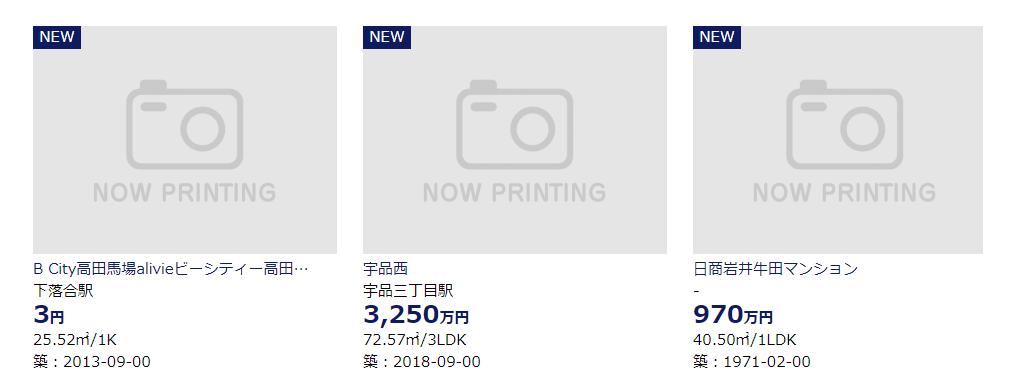 NEW
NOW PRINTING
B City高田馬場alivieビーシティー高田…
下落合駅
3円
25.52㎡/1K
築：2013-09-00
NEW
NOW PRINTING
宇品西
宇品三丁目駅
3,250万円
72.57㎡/3LDK
築：2018-09-00
NEW
NOW PRINTING
日商岩井牛田マンション
-
970万円
40.50㎡/1LDK
築：1971-02-00